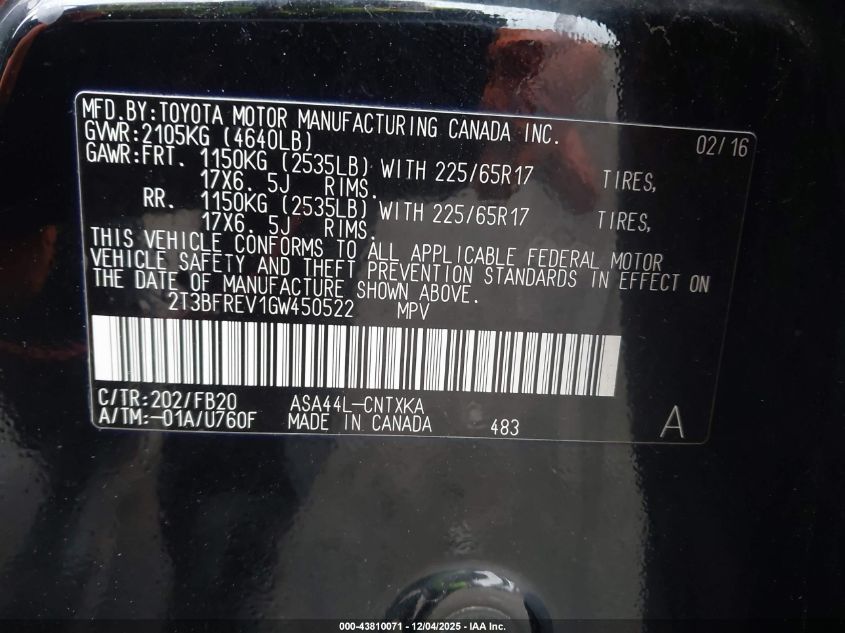 MFD.BY:TOYOTA MOTOR MANUFACTURING CANADA INC.
GVWR:2105KG (4640LB) 02/16
GAWR:FRT. 1150KG (2535LB) WITH 225/65R17 TIRES,
17X6. 5J RIMS.
RR. 1150KG (2535LB) WITH 225/65R17 TIRES,
17X6. 5J RIMS.
THIS VEHICLE CONFORMS TO ALL APPLICABLE FEDERAL MOTOR
VEHICLE SAFETY AND THEFT PREVENTION STANDARDS IN EFFECT ON
THE DATE OF MANUFACTURE SHOWN ABOVE.
2T3BFREV1GW450522 MPV
C/TR:202/FB20 ASA44L-CNTXKA
A/TM:-01A/U760F MADE IN CANADA 483 A
000-43810071 - 12/04/2025 - IAA Inc.